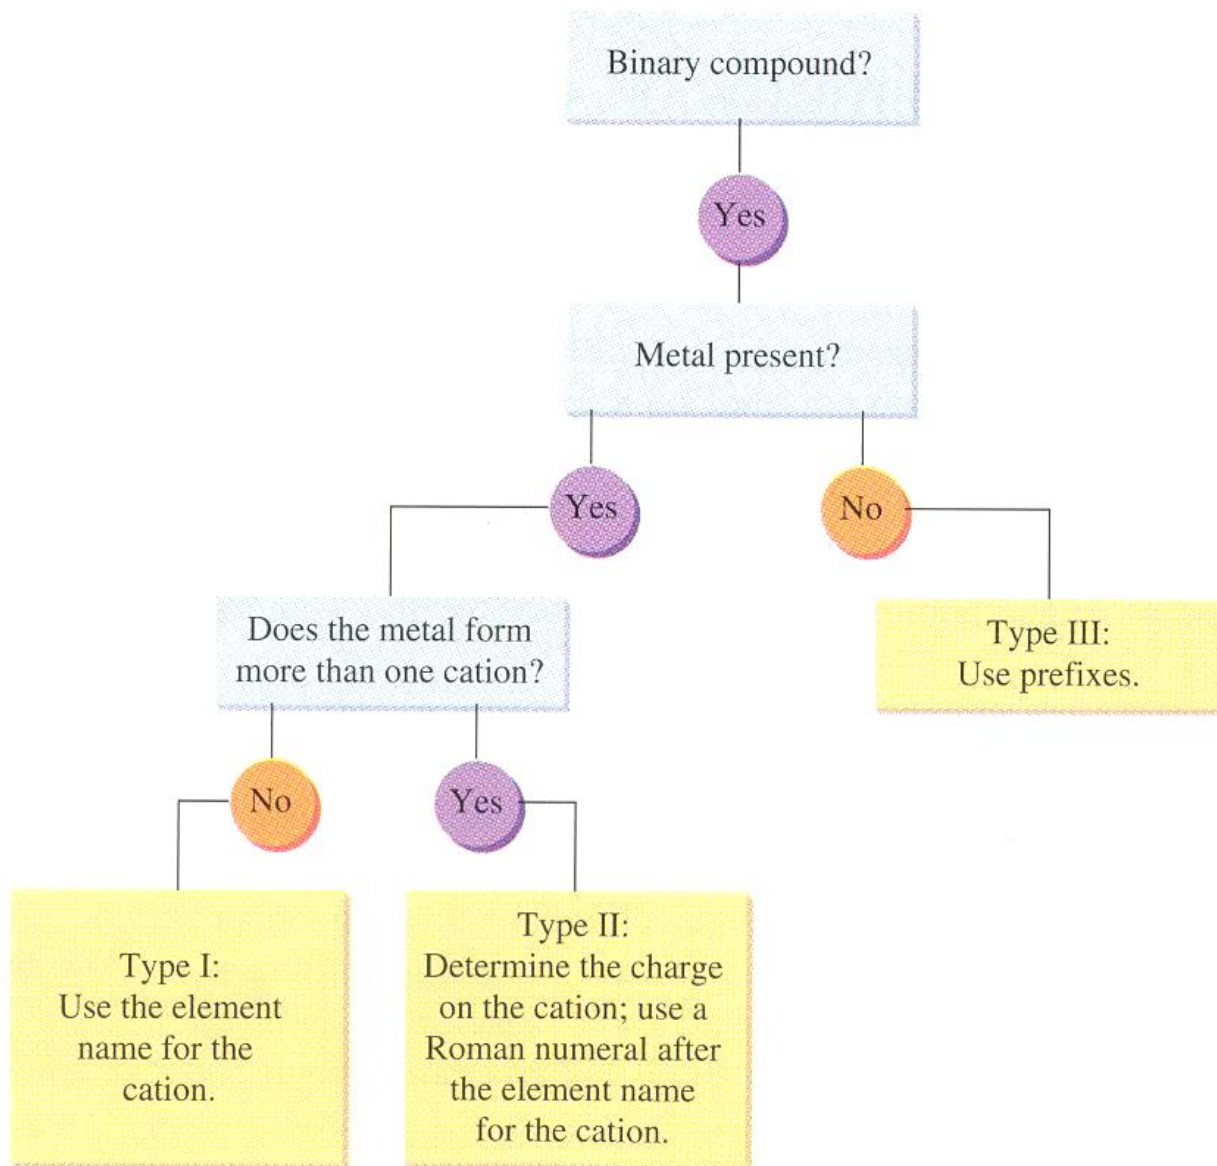 Binary compound?
Yes
Metal present?
Yes
No
Does the metal form
more than one cation?
Type III:
Use prefixes.
No
Yes
Type I:
Use the element
name for the
cation.
Type II:
Determine the charge
on the cation; use a
Roman numeral after
the element name
for the cation.